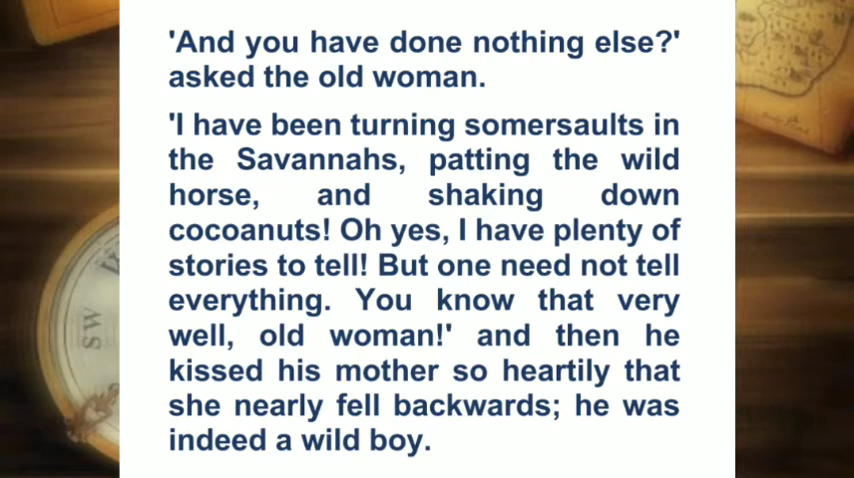 'And you have done nothing else?'
asked the old woman.
'I have been turning somersaults in
the Savannahs, patting the wild
horse, and shaking down
cocoanuts! Oh yes, I have plenty of
stories to tell! But one need not tell
everything. You know that very
well, old woman!' and then he
kissed his mother so heartily that
she nearly fell backwards; he was
indeed a wild boy.
SW
W